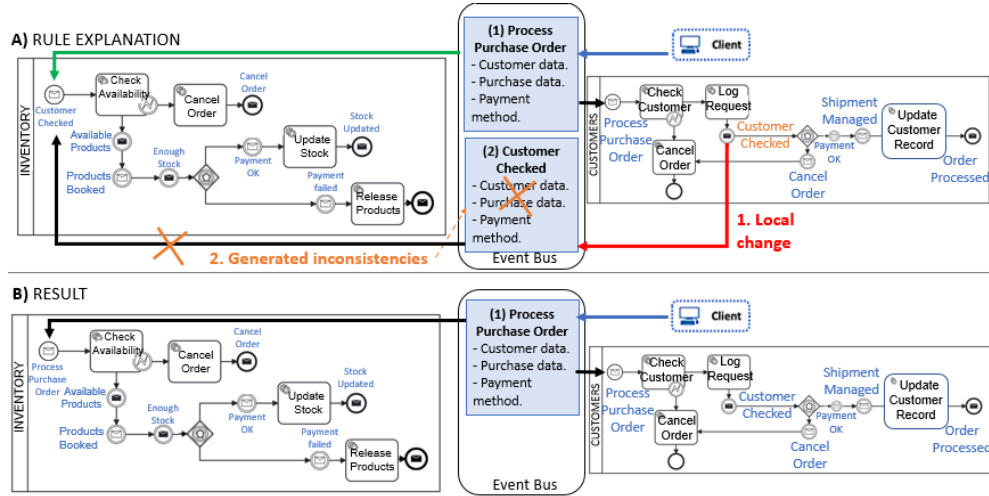 A) RULE EXPLANATION
INVENTORY
Customer
Checked
Check
Availability
Cancel
Order
Cancel
Order
Available
Products
Products
Booked
Enough
Stock
Payment
OK
Update
Stock
Stock
Updated
Payment
failed
Release
Products
(1) Process
Purchase Order
- Customer data.
- Purchase data.
- Payment
method.
(2) Customer
Checked
- Customer data.
- Purchase data.
- Payment
method.
Event Bus
Client
CUSTOMERS
Process
Purchase
Order
Check
Customer
Log
Request
Cancel
Order
Customer
Checked
Payment
OK
Cancel
Order
Shipment
Managed
Update
Customer
Record
Order
Processed
1. Local
change
2. Generated inconsistencies
B) RESULT
INVENTORY
Process
Purchase
Order
Check
Availability
Cancel
Order
Cancel
Order
Available
Products
Products
Booked
Enough
Stock
Payment
OK
Update
Stock
Stock
Updated
Payment
failed
Release
Products
(1) Process
Purchase Order
- Customer data.
- Purchase data.
- Payment
method.
Event Bus
Client
CUSTOMERS
Process
Purchase
Order
Check
Customer
Log
Request
Cancel
Order
Customer
Checked
Payment
OK
Cancel
Order
Shipment
Managed
Update
Customer
Record
Order
Processed